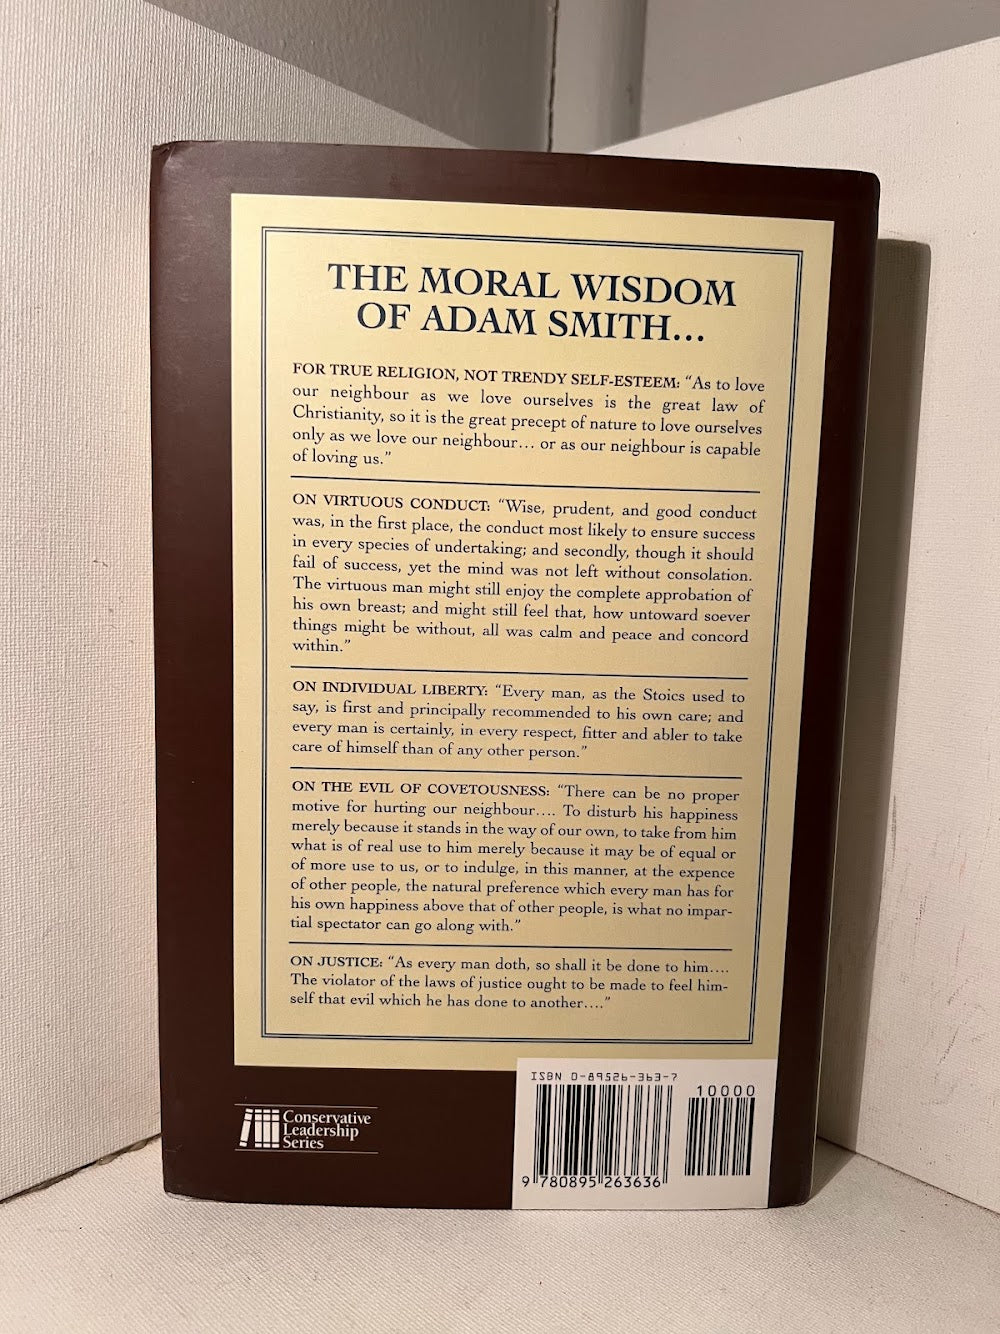 THE MORAL WISDOM
OF ADAM SMITH...
FOR TRUE RELIGION, NOT TRENDY SELF-ESTEEM: “As to love
our neighbour as we love ourselves is the great law of
Christianity, so it is the great precept of nature to love ourselves
only as we love our neighbour... or as our neighbour is capable
of loving us.”
ON VIRTUOUS CONDUCT: “Wise, prudent, and good conduct
was, in the first place, the conduct most likely to ensure success
in every species of undertaking; and secondly, though it should
fail of success, yet the mind was not left without consolation.
The virtuous man might still enjoy the complete approbation of
his own breast; and might still feel that, how untoward soever
things might be without, all was calm and peace and concord
within.”
ON INDIVIDUAL LIBERTY: “Every man, as the Stoics used to
say, is first and principally recommended to his own care; and
every man is certainly, in every respect, fitter and abler to take
care of himself than of any other person.”
ON THE EVIL OF COVETOUSNESS: “There can be no proper
motive for hurting our neighbour.... To disturb his happiness
merely because it stands in the way of our own, to take from him
what is of real use to him merely because it may be of equal or
of more use to us, or to indulge, in this manner, at the expence
of other people, the natural preference which every man has for
his own happiness above that of other people, is what no impar-
tial spectator can go along with.”
ON JUSTICE: “As every man doth, so shall it be done to him....
The violator of the laws of justice ought to be made to feel him-
self that evil which he has done to another....”
ISBN 0-89526-363-7
10000
9 780895 263636
Conservative
Leadership
Series